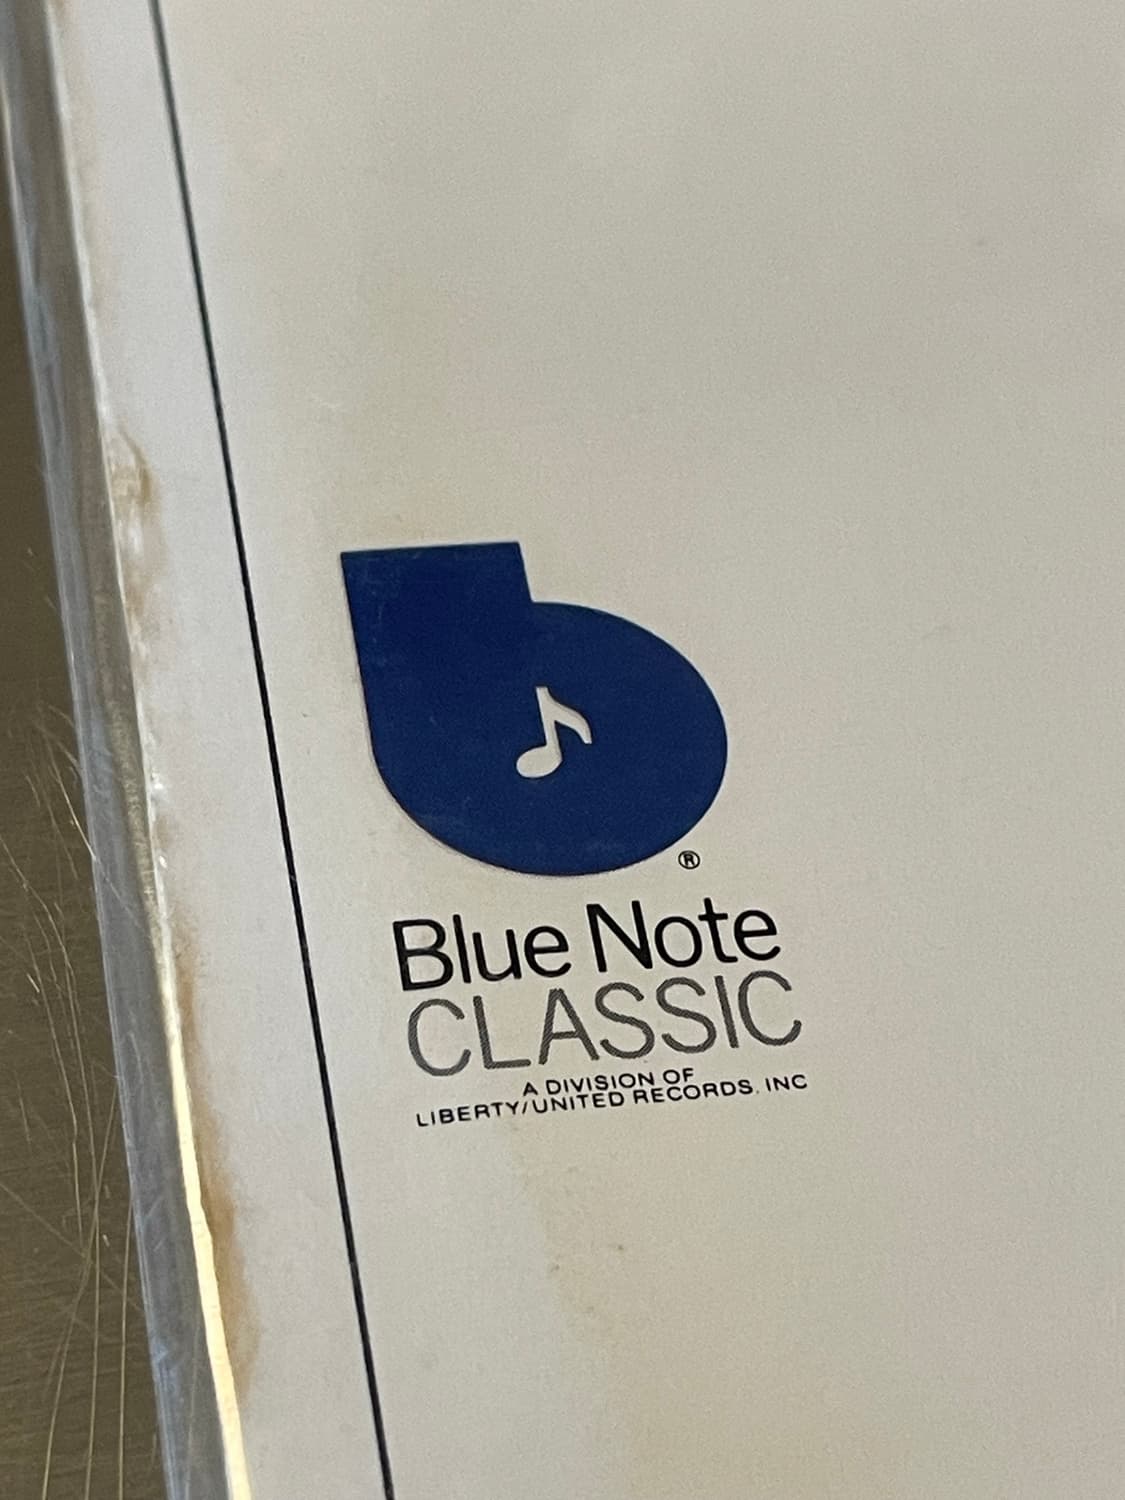 ®
Blue Note
CLASSIC
A DIVISION OF
LIBERTY/UNITED RECORDS, INC